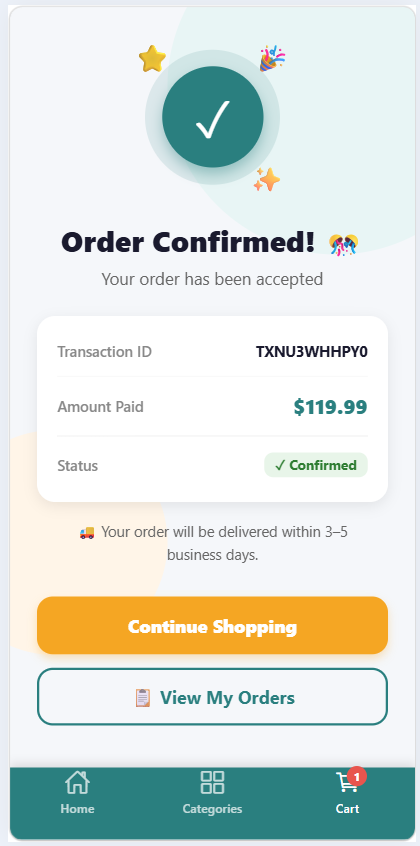 ✓
Order Confirmed! 🎊
Your order has been accepted
Transaction ID TXNU3WHHPY0
Amount Paid $119.99
Status ✓ Confirmed
🚚 Your order will be delivered within 3–5
business days.
Continue Shopping
📋 View My Orders
1
Home Categories Cart